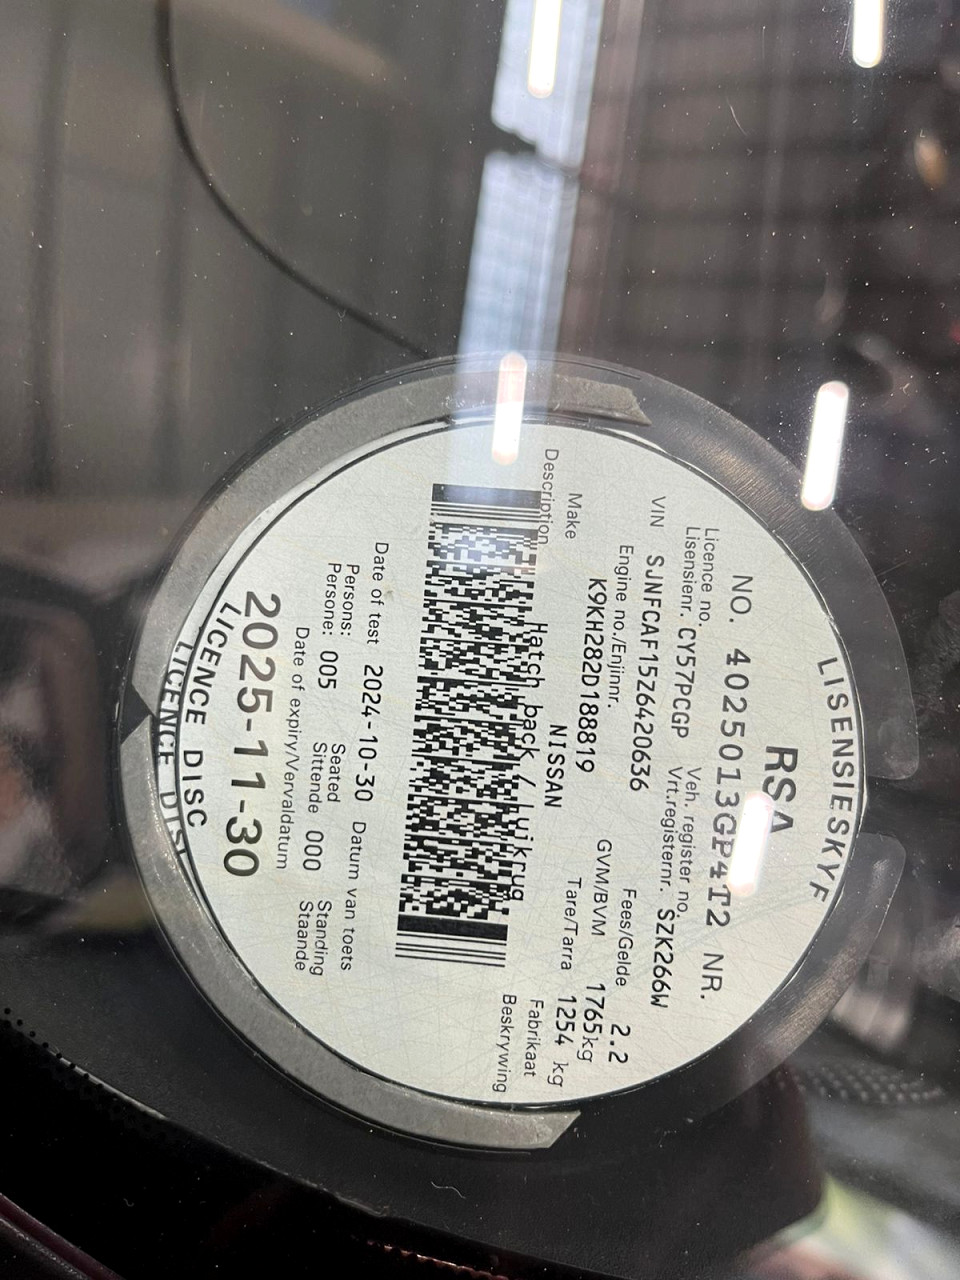 LISENSIESKYF
RSA
NO. 4025013GP4T2 NR.
Licence no. Veh. register no.
Lisensienr. CY57PCGP Vrt.registernr. SZK266W
VIN SJNFCAF15Z6420636 Fees/Gelde 2.2
Engine no./Enjinnr. K9KH282D188819 GVM/BVM 1765kg
Make NISSAN Tare/Tarra 1254 kg
Fabrikaat
Description Hatch back / Luikrug Beskrywing
Date of test 2024-10-30 Datum van toets
Persons: Seated Standing
Persone: 005 Sittende 000 Staande
Date of expiry/Vervaldatum
2025-11-30
LICENCE DISC
LICENCE DISC